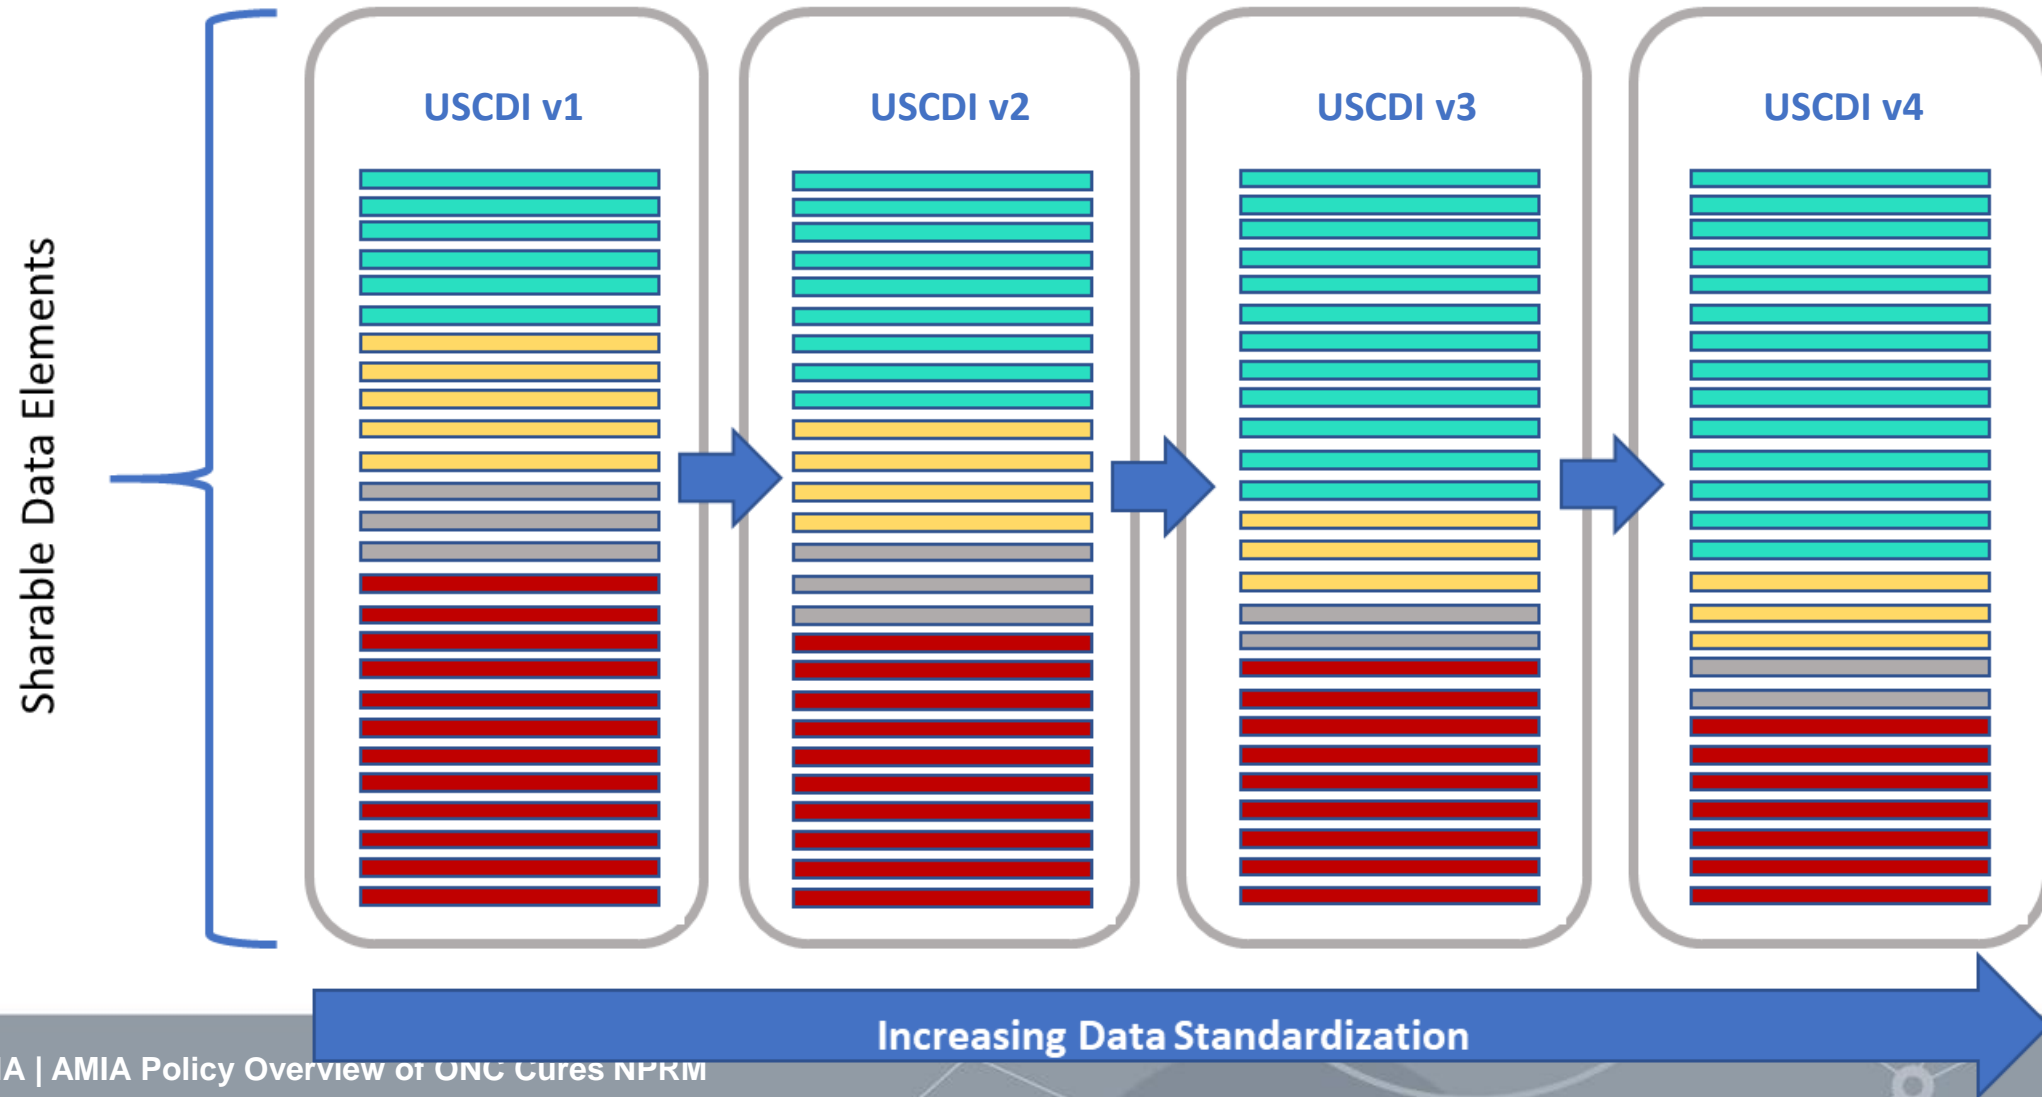 Sharable Data Elements
USCDI v1
USCDI v2
USCDI v3
USCDI v4
Increasing Data Standardization
| AMIA Policy Overview of ONC Cures NPRM